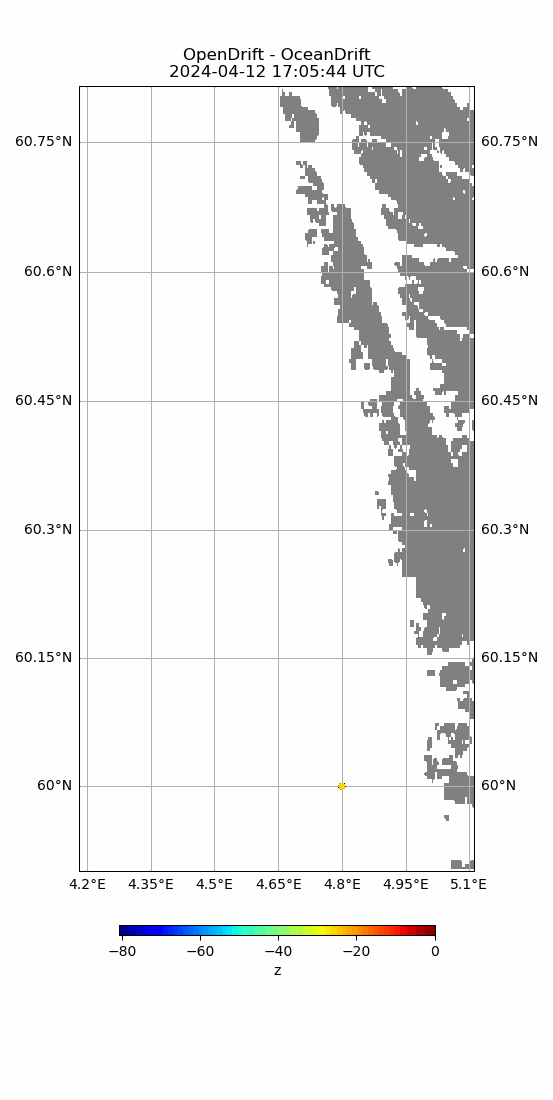 OpenDrift - OceanDrift
2024-04-12 17:05:44 UTC
60.75°N 60.75°N
60.6°N 60.6°N
60.45°N 60.45°N
60.3°N 60.3°N
60.15°N 60.15°N
60°N 60°N
4.2°E 4.35°E 4.5°E 4.65°E 4.8°E 4.95°E 5.1°E
−80 −60 −40 −20 0
z